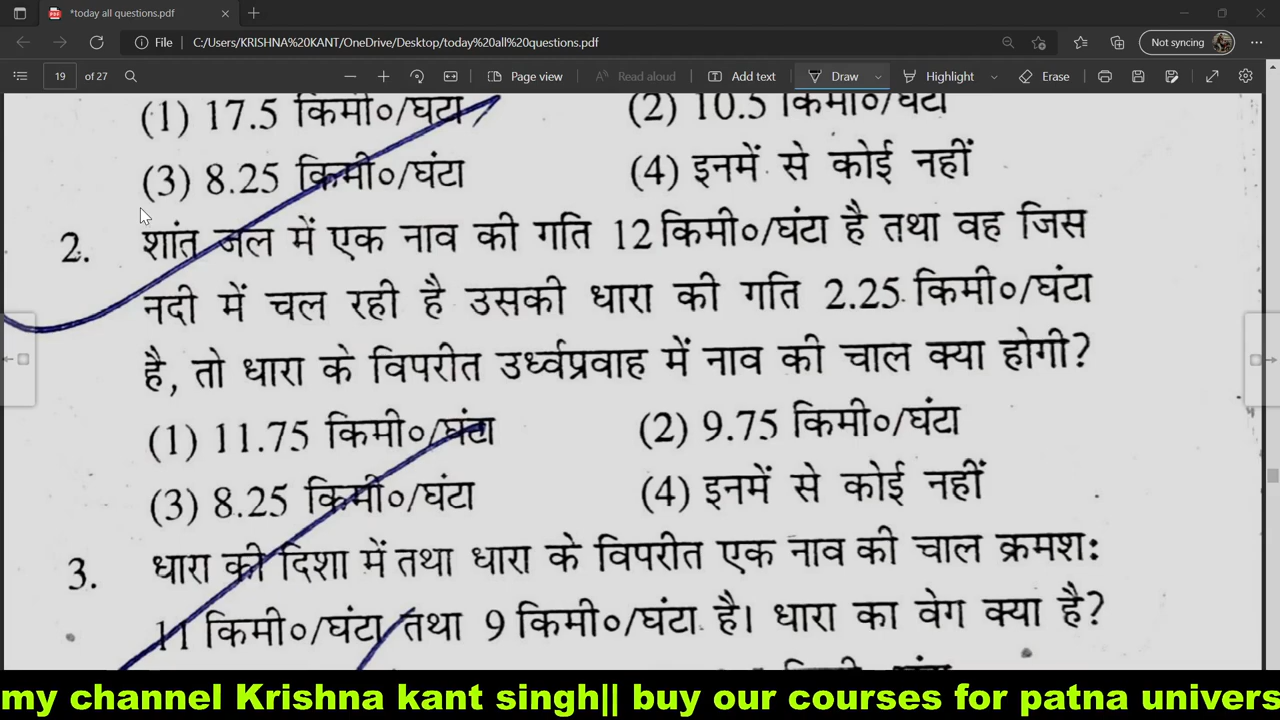 *today all questions.pdf
File C:/Users/KRISHNA%20KANT/OneDrive/Desktop/today%20all%20questions.pdf Not syncing
19 of 27 Page view Read aloud Add text Draw Highlight Erase
(1) 17.5 किमी०/घंटा (2) 10.5 किमी०/घंटा
(3) 8.25 किमी०/घंटा (4) इनमें से कोई नहीं
2. शांत जल में एक नाव की गति 12 किमी०/घंटा है तथा वह जिस
नदी में चल रही है उसकी धारा की गति 2.25 किमी०/घंटा
है, तो धारा के विपरीत उर्ध्वप्रवाह में नाव की चाल क्या होगी?
(1) 11.75 किमी०/घंटा (2) 9.75 किमी०/घंटा
(3) 8.25 किमी०/घंटा (4) इनमें से कोई नहीं
3. धारा की दिशा में तथा धारा के विपरीत एक नाव की चाल क्रमश:
11 किमी०/घंटा तथा 9 किमी०/घंटा है। धारा का वेग क्या है?
my channel Krishna kant singh|| buy our courses for patna univers